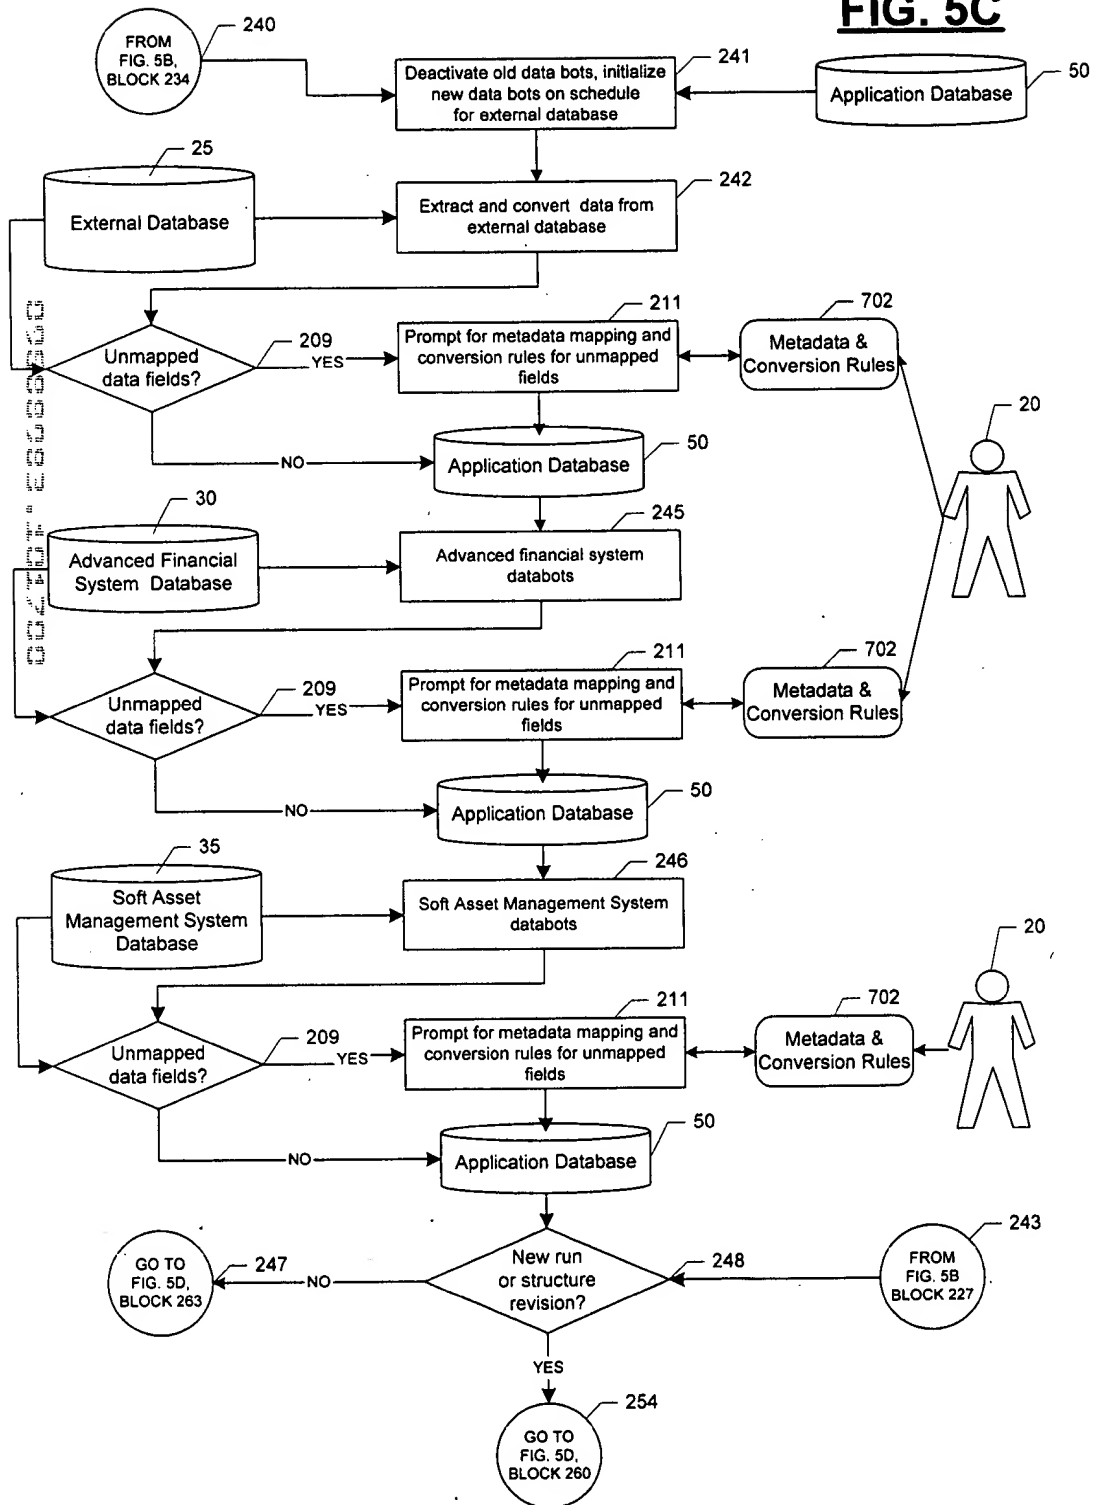 FIG. 5C
240
FROM
FIG. 5B,
BLOCK 234
241
Deactivate old data bots, initialize
new data bots on schedule
for external database
50
Application Database
25
External Database
242
Extract and convert data from
external database
Unmapped
data fields?
209
YES
211
Prompt for metadata mapping and
conversion rules for unmapped
fields
702
Metadata &
Conversion Rules
20
NO
50
Application Database
30
Advanced Financial
System Database
245
Advanced financial system
databots
Unmapped
data fields?
209
YES
211
Prompt for metadata mapping and
conversion rules for unmapped
fields
702
Metadata &
Conversion Rules
NO
50
Application Database
35
Soft Asset
Management System
Database
246
Soft Asset Management System
databots
20
Unmapped
data fields?
209
YES
211
Prompt for metadata mapping and
conversion rules for unmapped
fields
702
Metadata &
Conversion Rules
NO
50
Application Database
GO TO
FIG. 5D,
BLOCK 263
247
NO
New run
or structure
revision?
248
243
FROM
FIG. 5B
BLOCK 227
YES
254
GO TO
FIG. 5D,
BLOCK 260